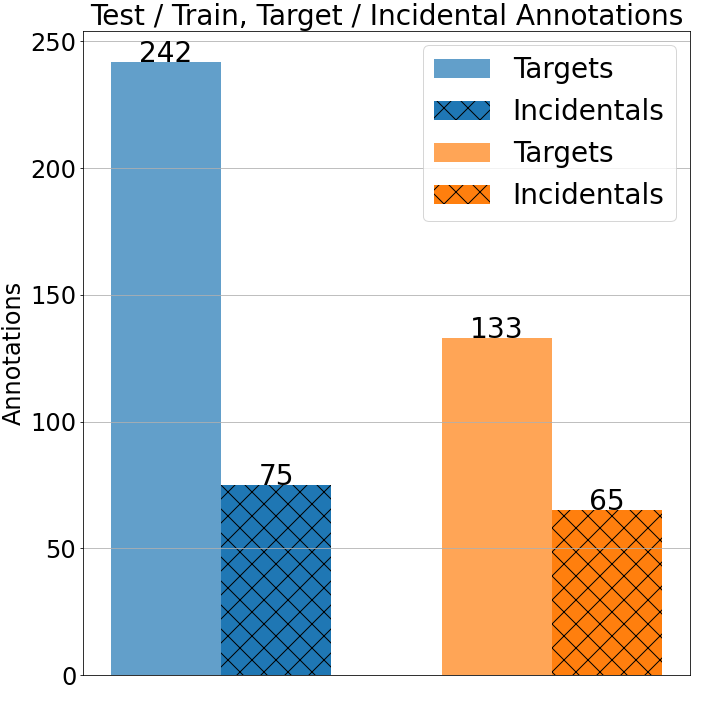 Test / Train, Target / Incidental Annotations
250
242
Targets
Incidentals
Targets
Incidentals
200
150
133
Annotations
100
75
65
50
0